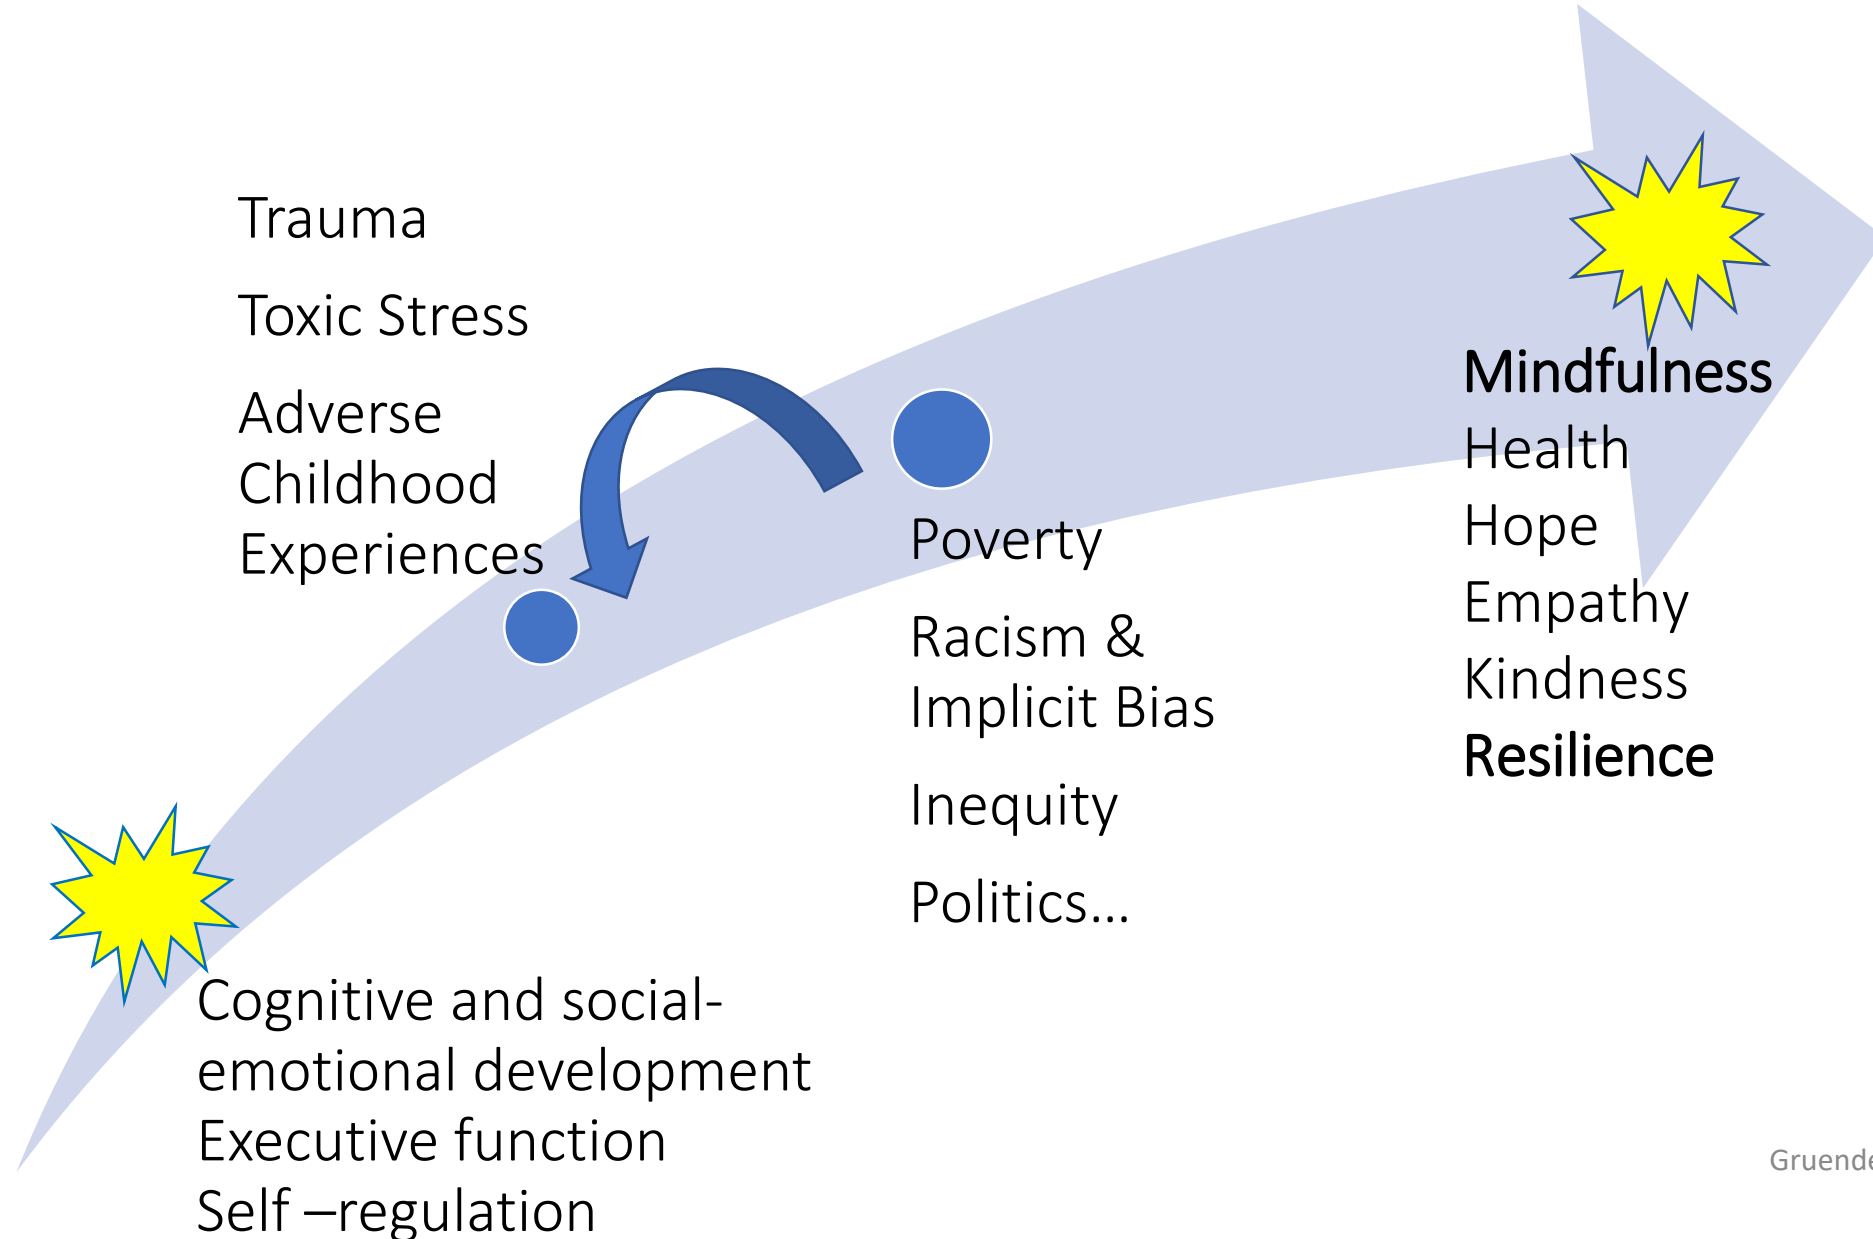 Trauma
Toxic Stress
Adverse
Childhood
Experiences
Poverty
Racism &
Implicit Bias
Inequity
Politics...
Mindfulness
Health
Hope
Empathy
Kindness
Resilience
Cognitive and social-
emotional development
Executive function
Self –regulation